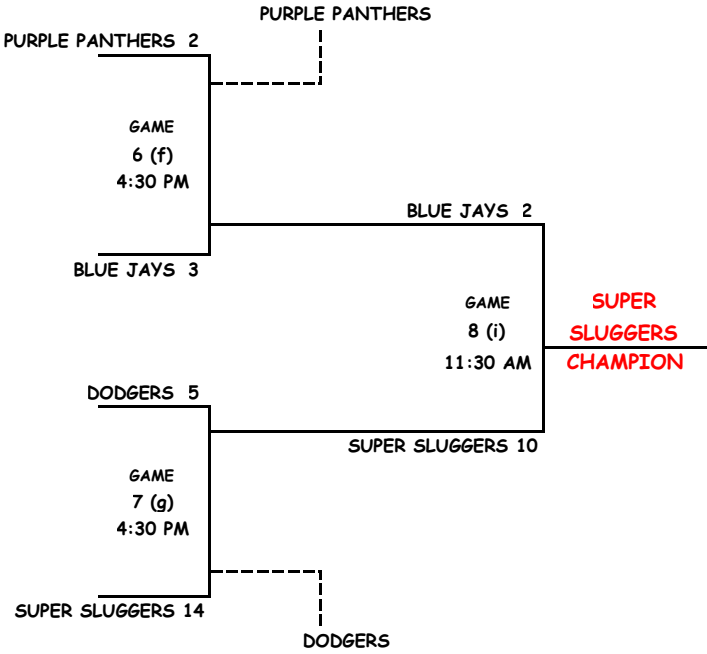 PURPLE PANTHERS
PURPLE PANTHERS 2
GAME
6 (f)
4:30 PM
BLUE JAYS 2
BLUE JAYS 3
GAME
8 (i)
11:30 AM
SUPER
SLUGGERS
CHAMPION
DODGERS 5
SUPER SLUGGERS 10
GAME
7 (g)
4:30 PM
SUPER SLUGGERS 14
DODGERS